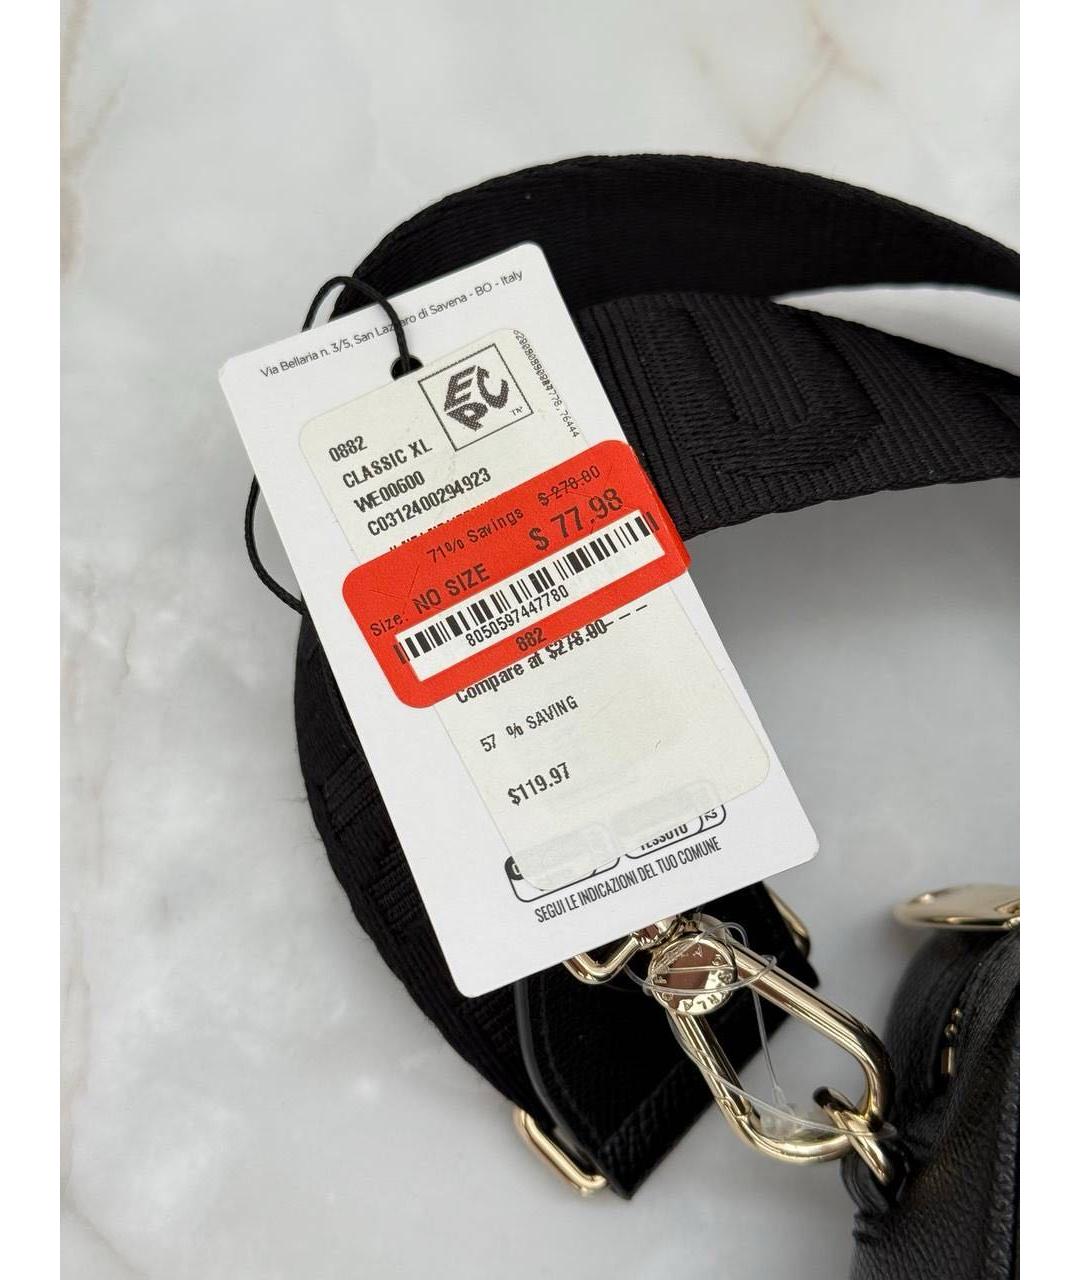 Via Bellaria n. 3/5, San Lazzaro di Savena - BO - Italy
EPC
TM
0882
CLASSIC XL
WE00600
C0312400294923
71% Savings $ 278.00
$ 77.98
Size: NO SIZE
8050597447780
882
Compare at $278.00
57 % SAVING
$119.97
TESSUTO
SEGUI LE INDICAZIONI DEL TUO COMUNE